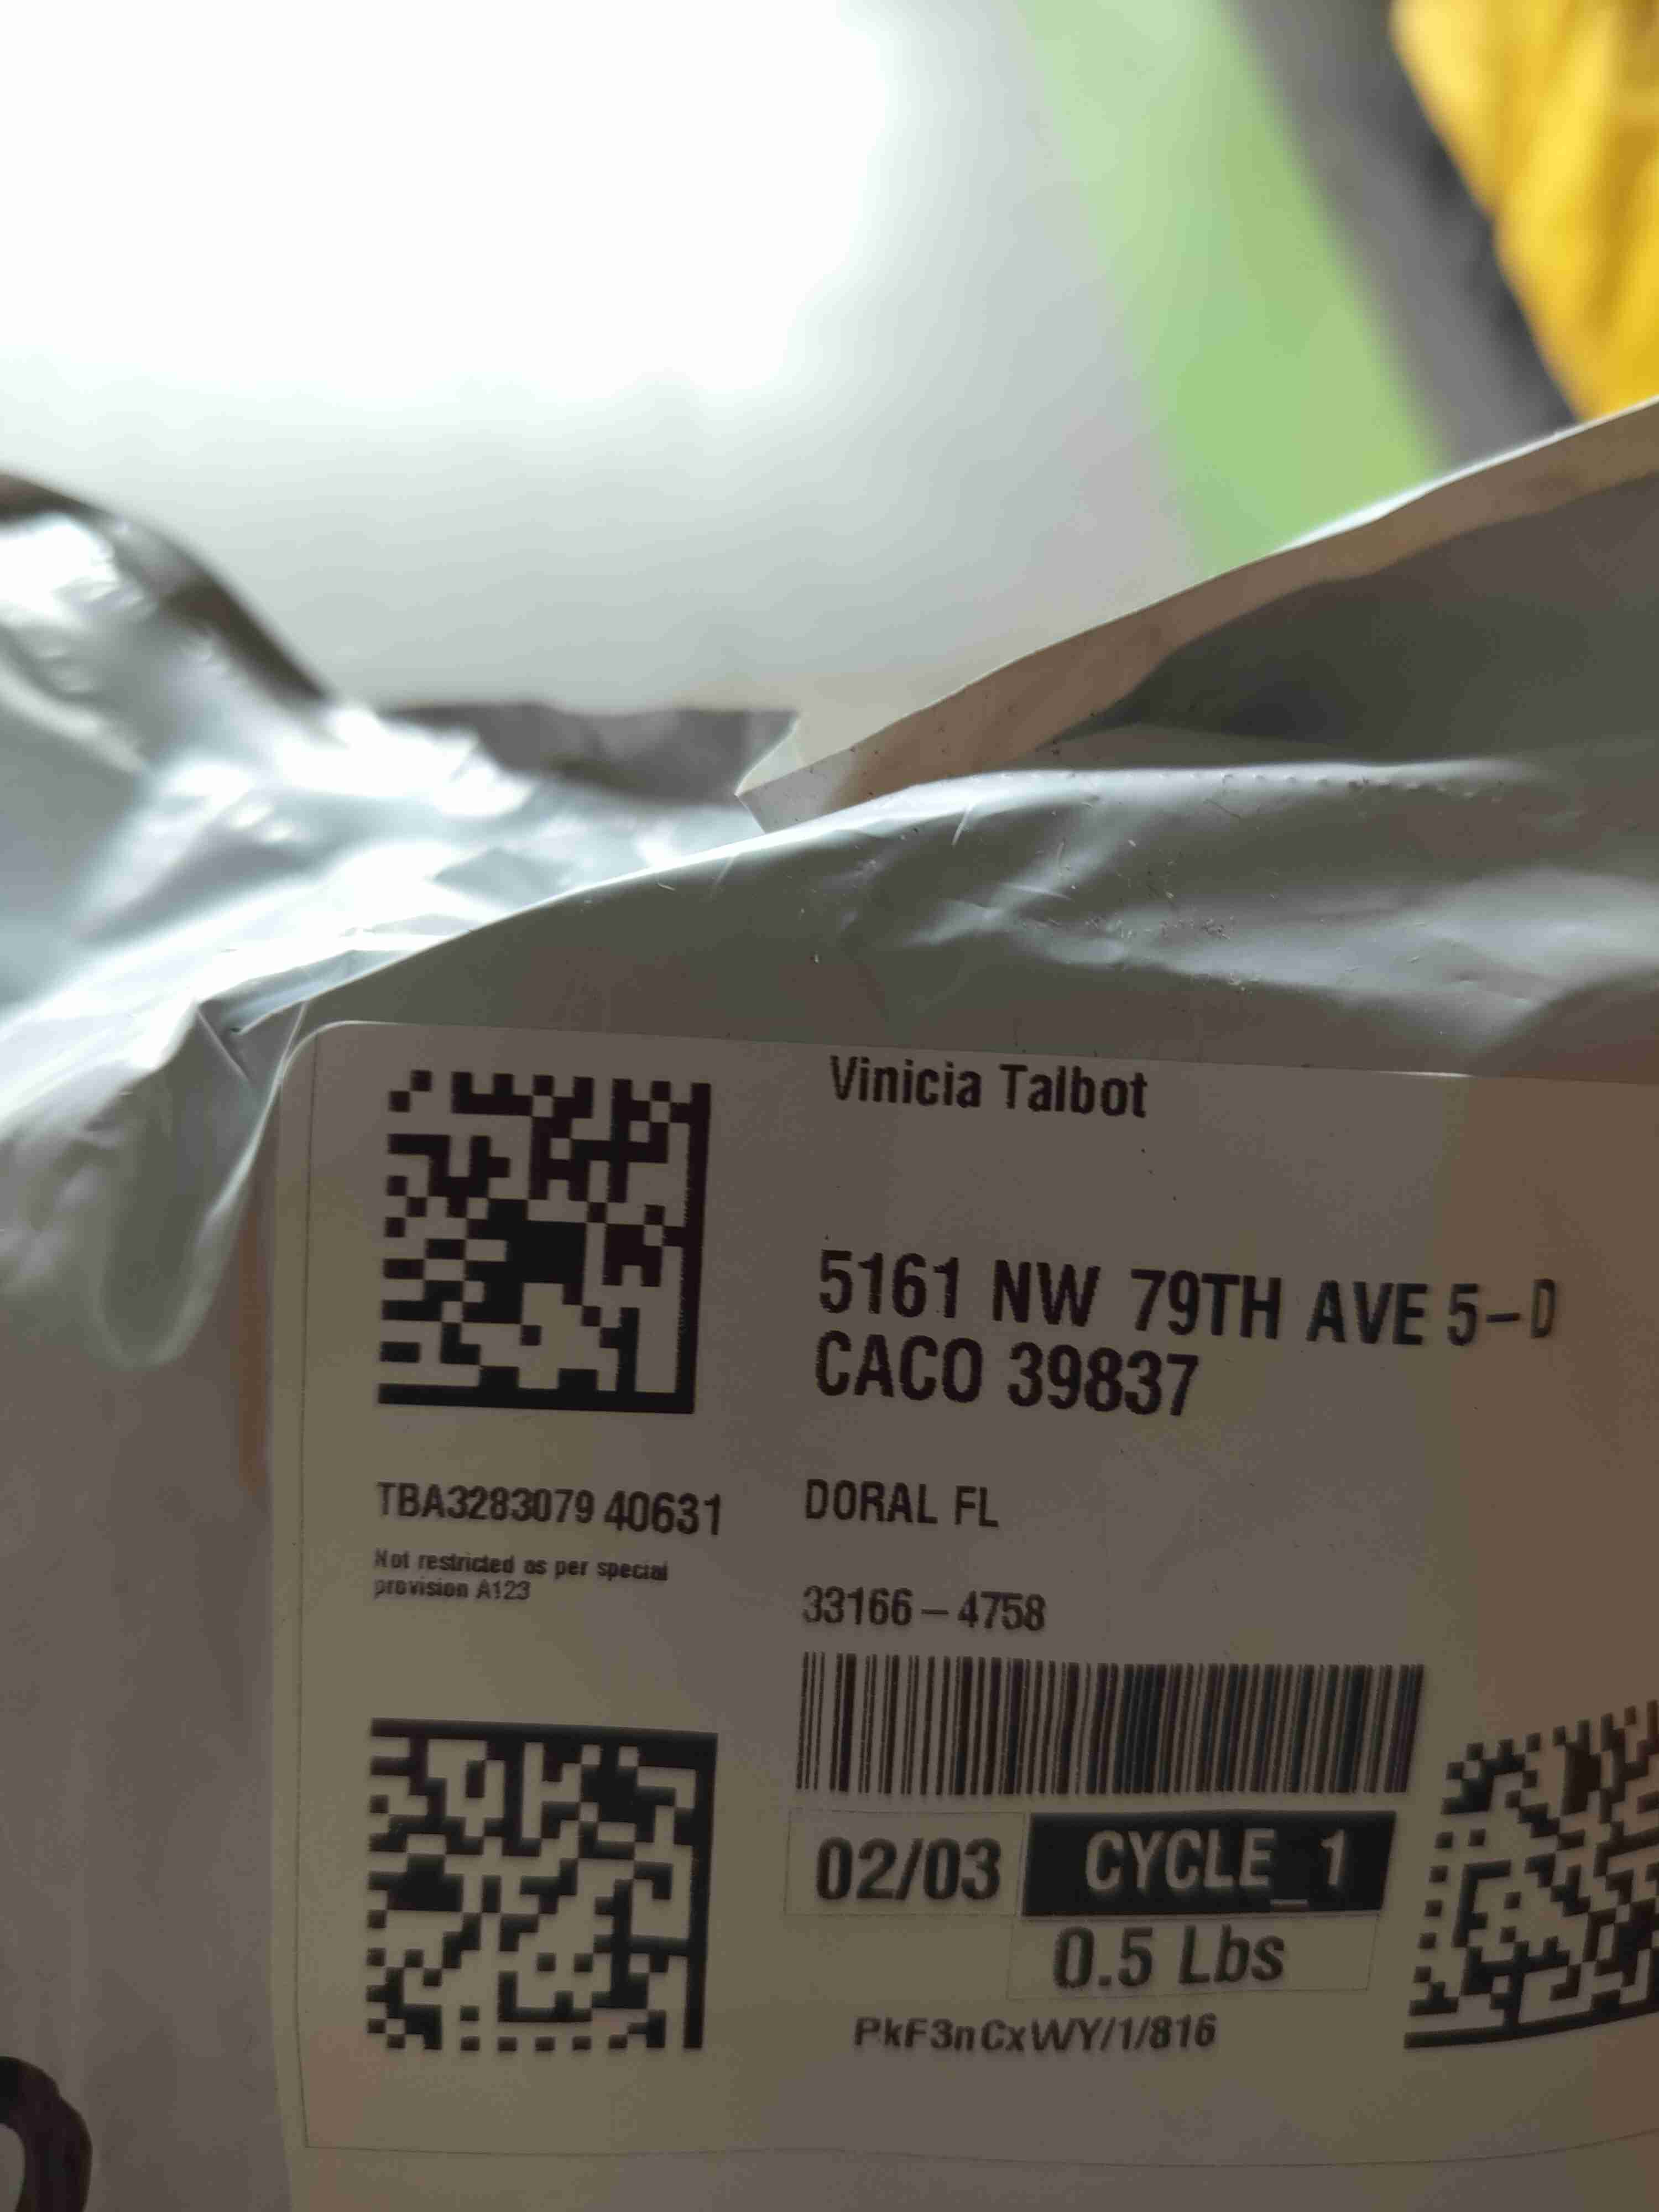 Vinicia Talbot
5161 NW 79TH AVE 5-D
CACO 39837
TBA3283079 40631
Not restricted as per special
provision A123
DORAL FL
33166-4758
02/03
CYCLE_1
0.5 Lbs
PkF3nCxWY/1/816